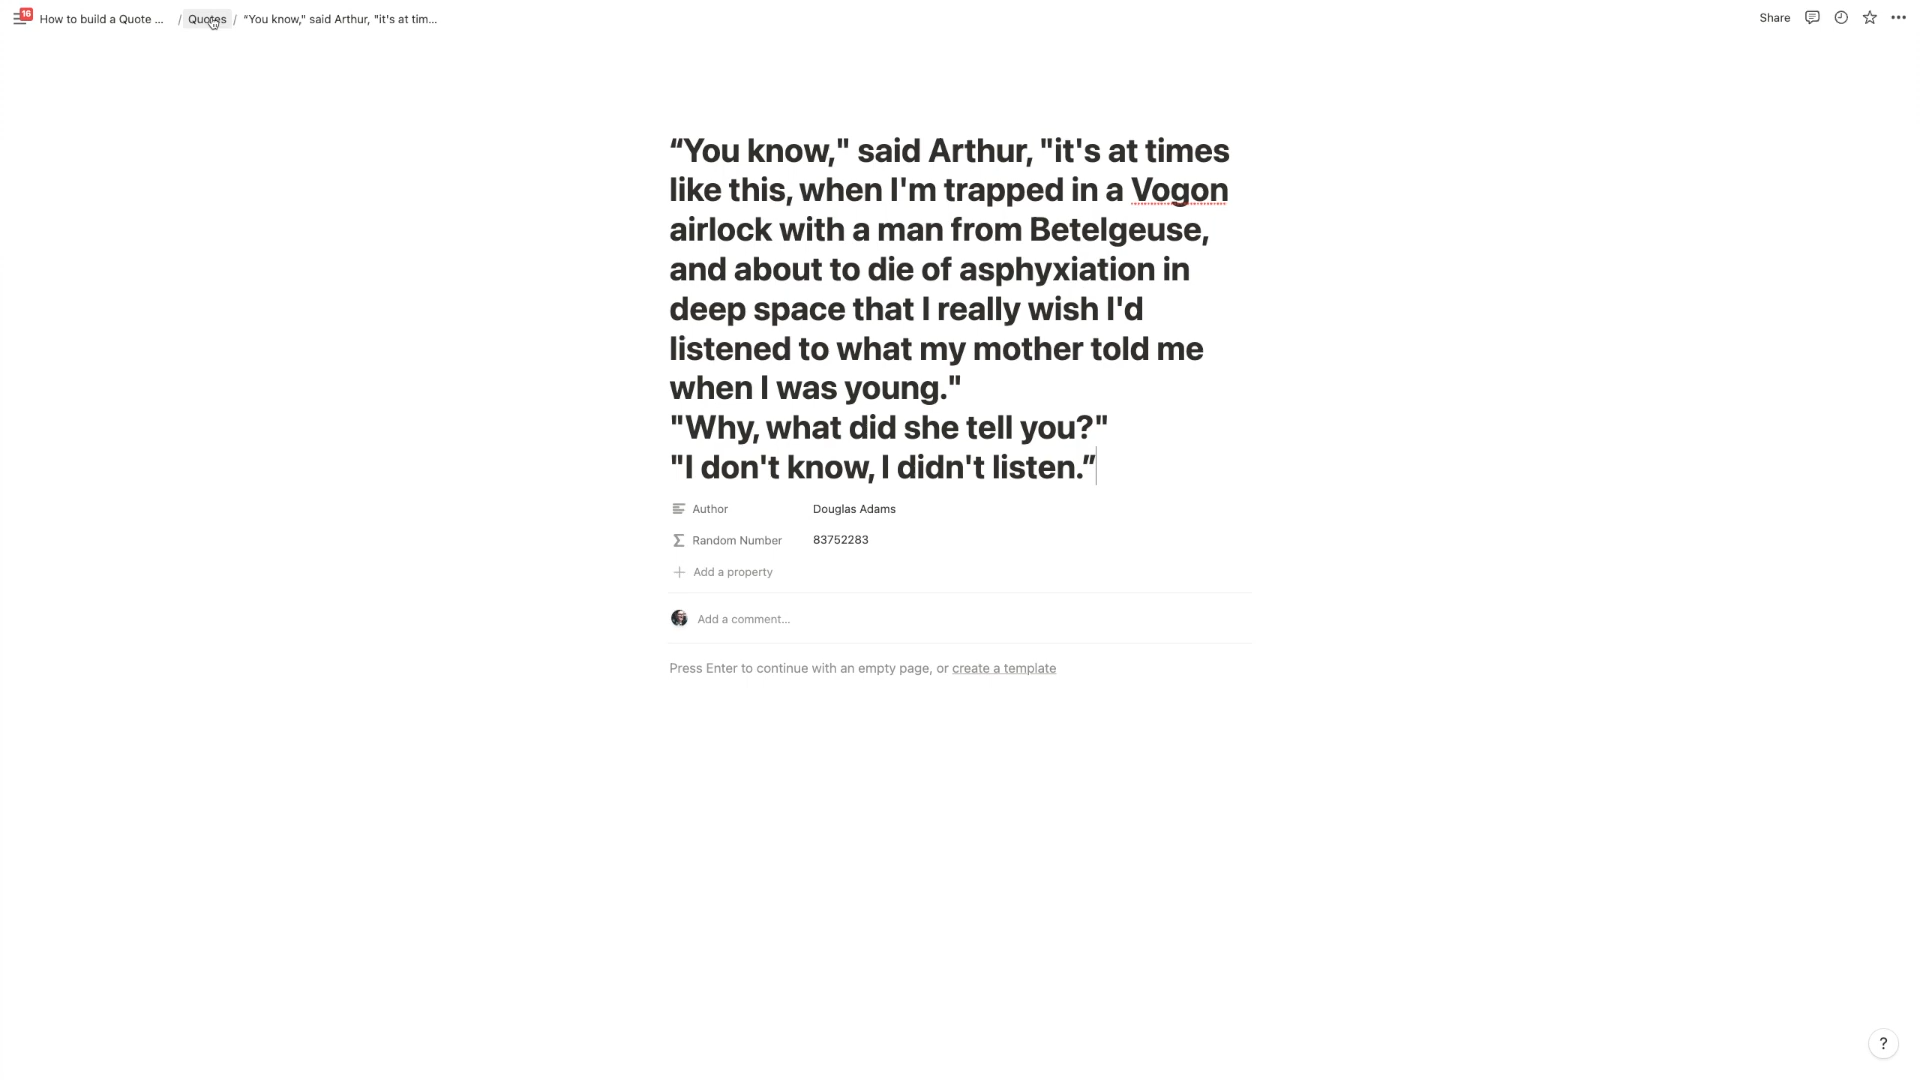 16
How to build a Quote ... / Quotes / “You know," said Arthur, "it's at tim...
Share
“You know," said Arthur, "it's at times
like this, when I'm trapped in a Vogon
airlock with a man from Betelgeuse,
and about to die of asphyxiation in
deep space that I really wish I'd
listened to what my mother told me
when I was young."
"Why, what did she tell you?"
"I don't know, I didn't listen.”
Author Douglas Adams
Random Number 83752283
Add a property
Add a comment...
Press Enter to continue with an empty page, or create a template
?